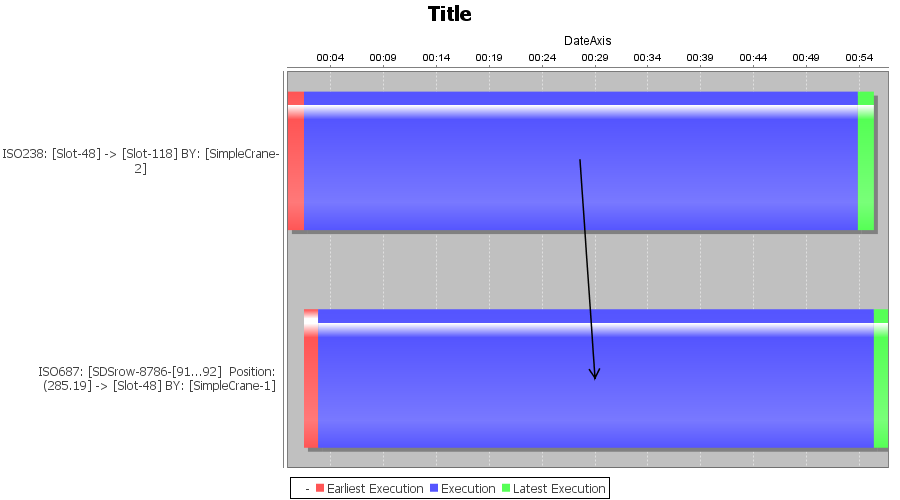 Title
DateAxis
00:04 00:09 00:14 00:19 00:24 00:29 00:34 00:39 00:44 00:49 00:54
ISO238: [Slot-48] -> [Slot-118] BY: [SimpleCrane-
2]
ISO687: [SDSrow-8786-[91...92] Position:
(285.19] -> [Slot-48] BY: [SimpleCrane-1]
- Earliest Execution Execution Latest Execution